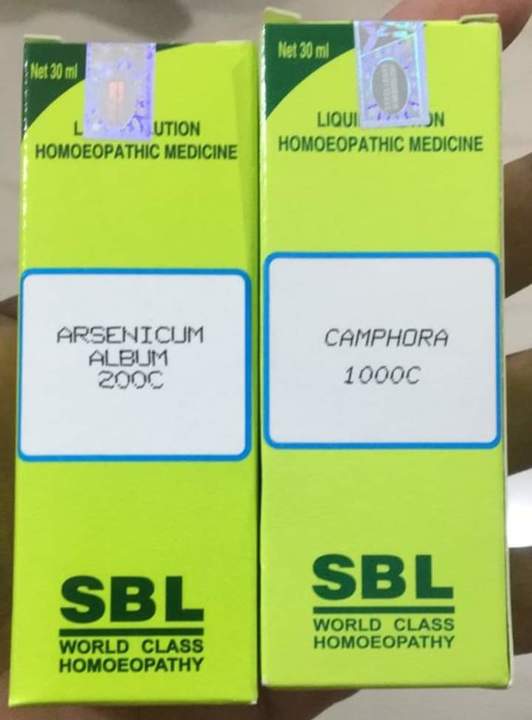 Net 30 ml
HOMOEOPATHIC MEDICINE
ARSENICUM
ALBUM
200C
SBL
WORLD CLASS
HOMOEOPATHY
Net 30 ml
HOMOEOPATHIC MEDICINE
CAMPHORA
1000C
SBL
WORLD CLASS
HOMOEOPATHY